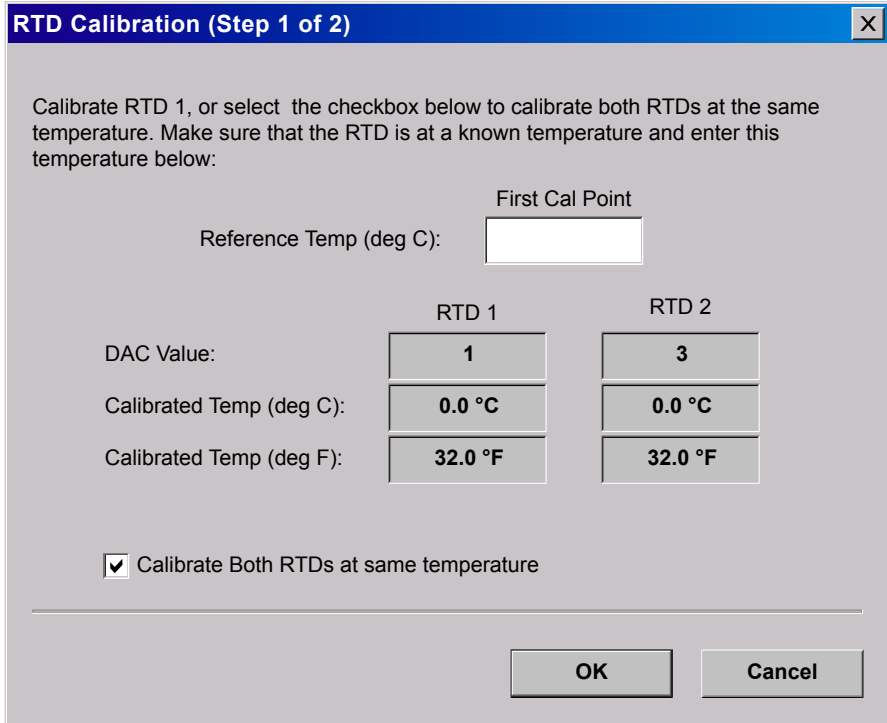 RTD Calibration (Step 1 of 2)
X
Calibrate RTD 1, or select the checkbox below to calibrate both RTDs at the same
temperature. Make sure that the RTD is at a known temperature and enter this
temperature below:
First Cal Point
Reference Temp (deg C):
RTD 1 RTD 2
DAC Value: 1 3
Calibrated Temp (deg C): 0.0 °C 0.0 °C
Calibrated Temp (deg F): 32.0 °F 32.0 °F
Calibrate Both RTDs at same temperature
OK Cancel